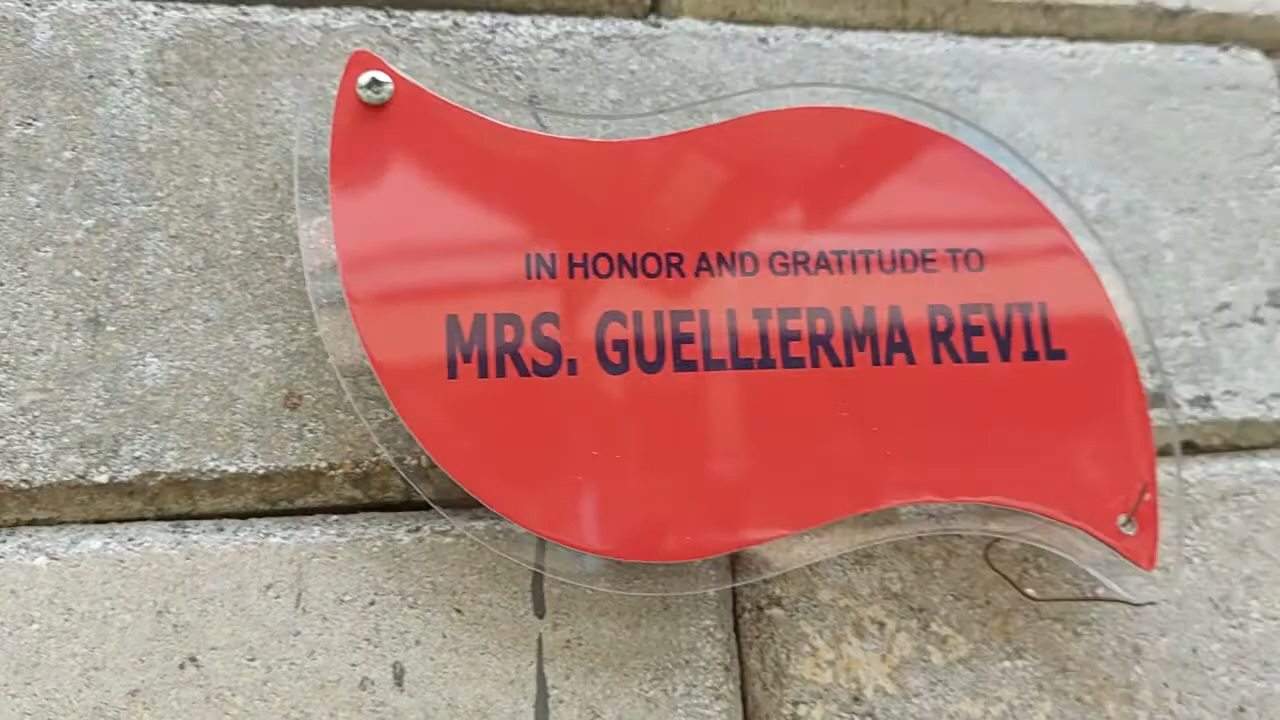 IN HONOR AND GRATITUDE TO
MRS. GUELLIERMA REVIL